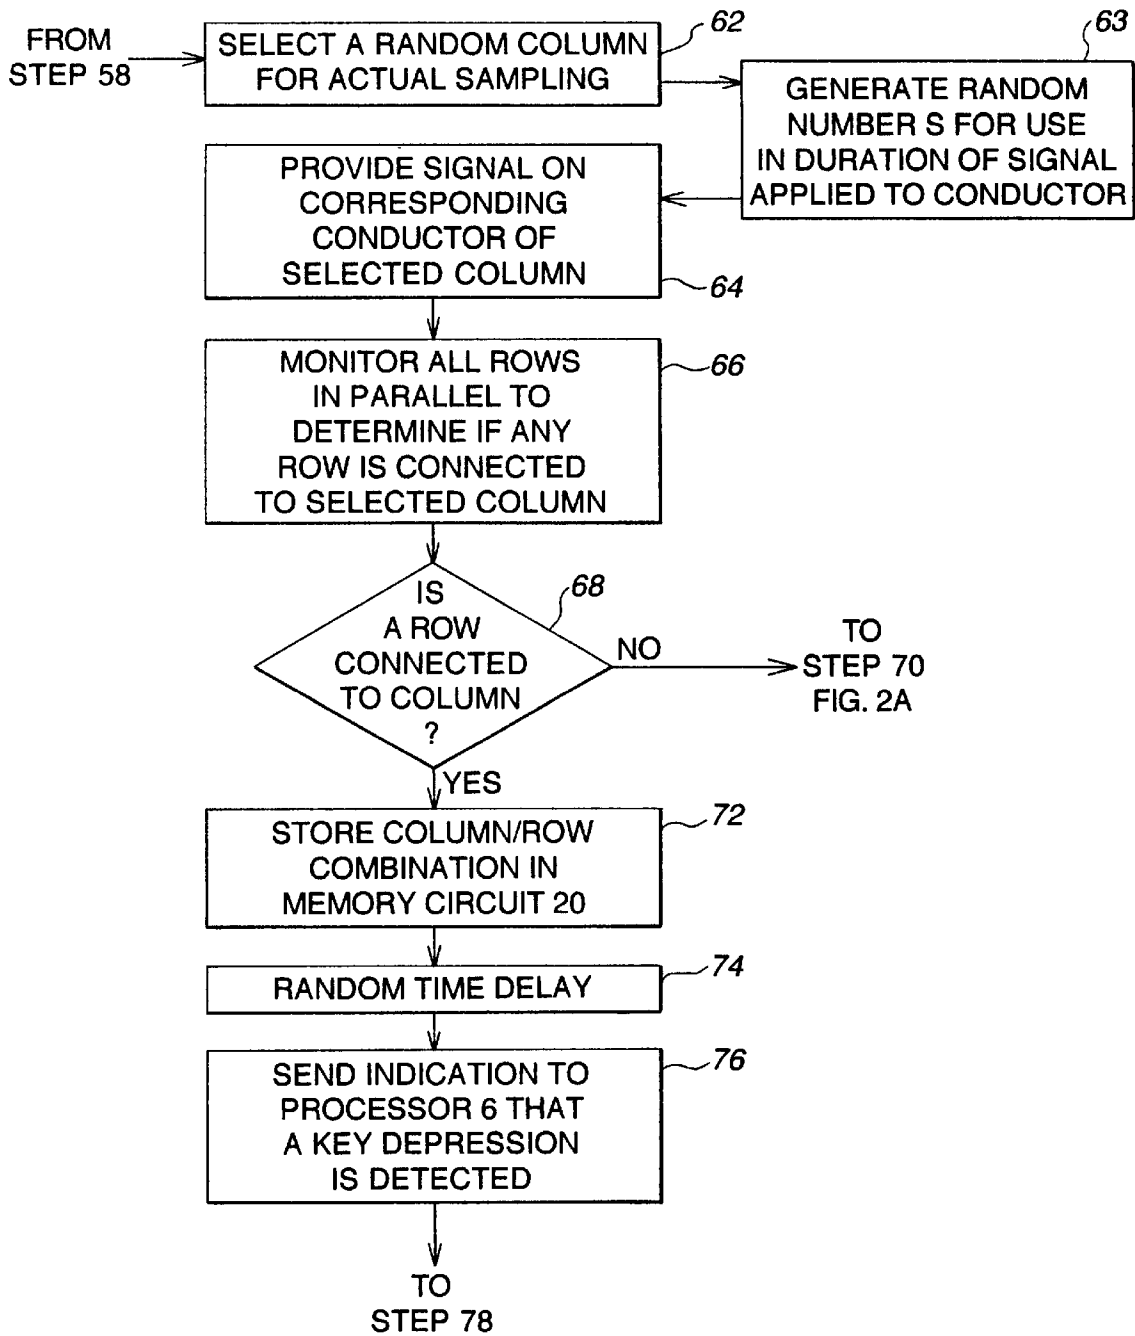 FROM
STEP 58
SELECT A RANDOM COLUMN
FOR ACTUAL SAMPLING
62
63
GENERATE RANDOM
NUMBER S FOR USE
IN DURATION OF SIGNAL
APPLIED TO CONDUCTOR
PROVIDE SIGNAL ON
CORRESPONDING
CONDUCTOR OF
SELECTED COLUMN
64
MONITOR ALL ROWS
IN PARALLEL TO
DETERMINE IF ANY
ROW IS CONNECTED
TO SELECTED COLUMN
66
IS
A ROW
CONNECTED
TO COLUMN
?
68
NO
TO
STEP 70
FIG. 2A
YES
STORE COLUMN/ROW
COMBINATION IN
MEMORY CIRCUIT 20
72
RANDOM TIME DELAY
74
SEND INDICATION TO
PROCESSOR 6 THAT
A KEY DEPRESSION
IS DETECTED
76
TO
STEP 78